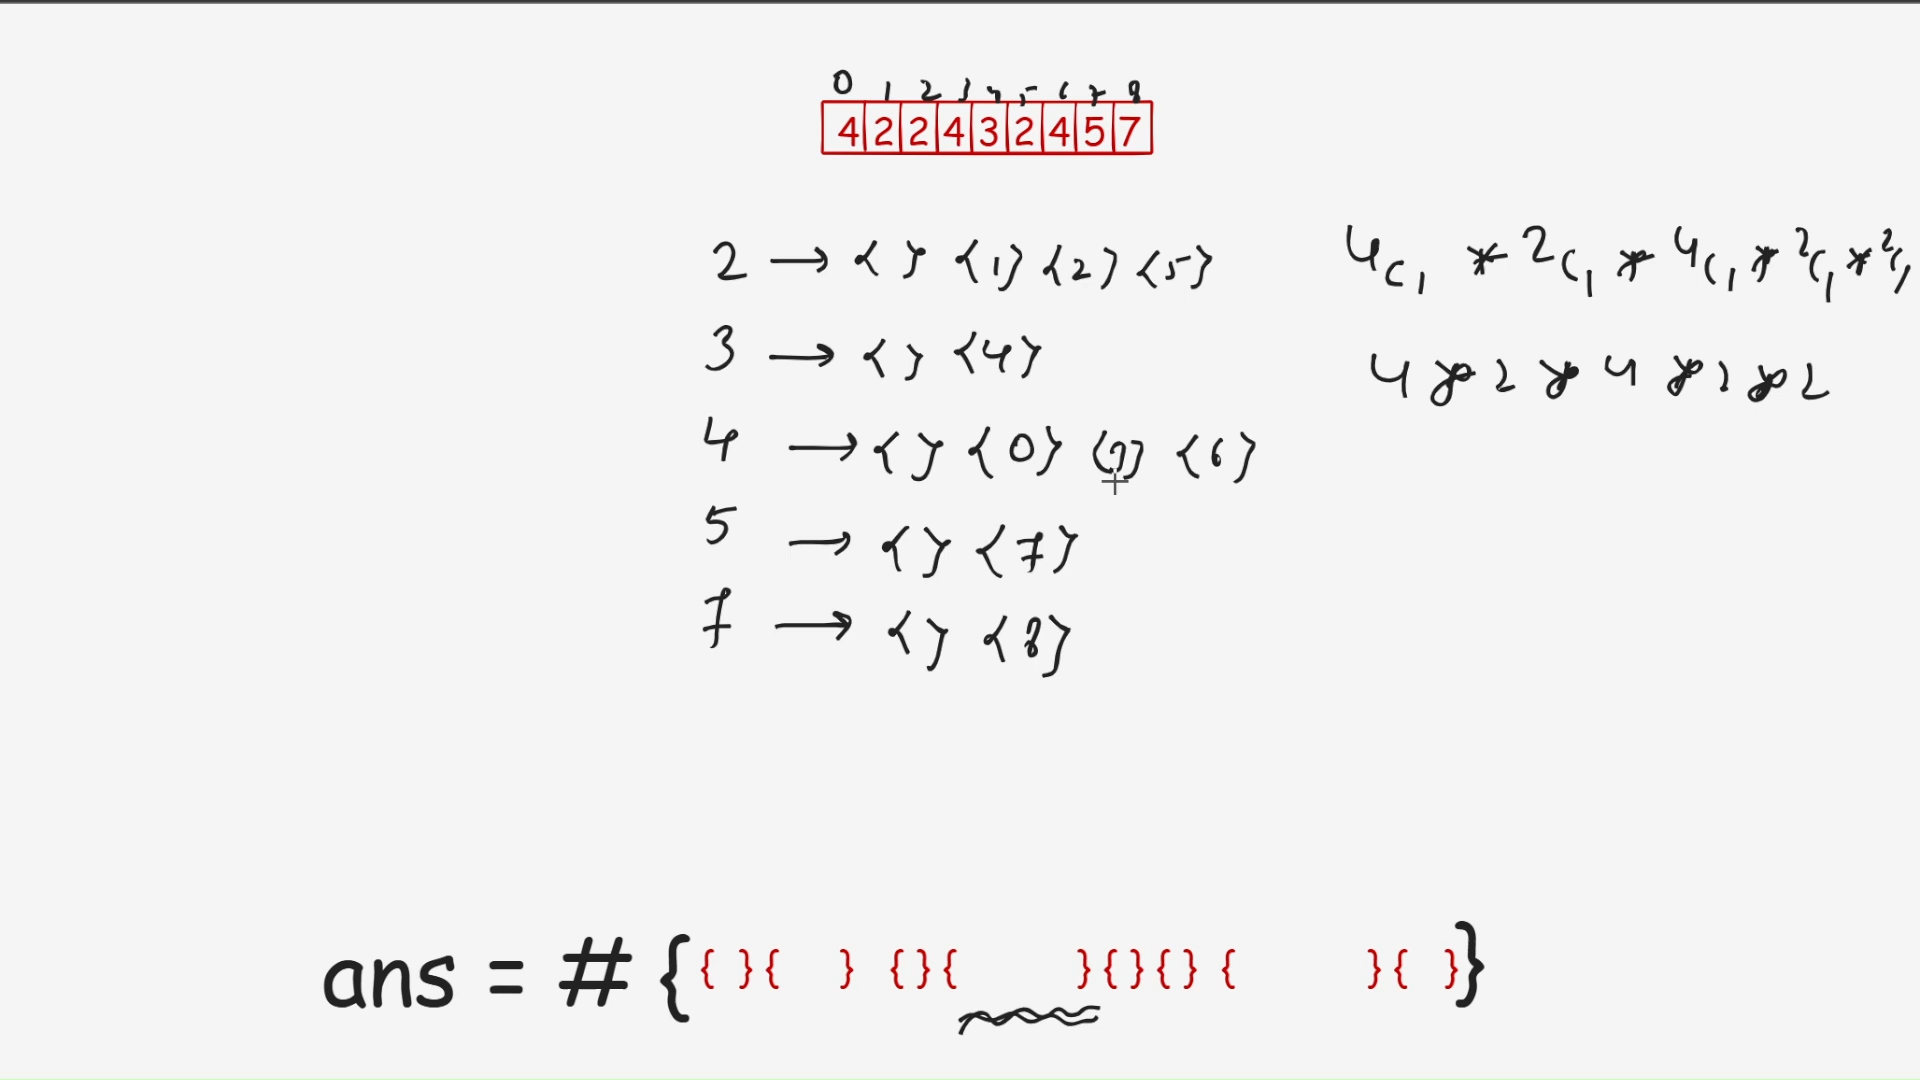 0 1 2 3 4 5 6 7 8
4 2 2 4 3 2 4 5 7
2 → { } {1} {2} {5} 4C1 * 2C1 * 4C1 * 2C1 * 2C1
3 → { } {4} 4 * 2 * 4 * 2 * 2
4 → { } {0} {3} {6}
5 → { } {7}
7 → { } {8}
ans = # { { } { } { } { } { } { } { } { } }